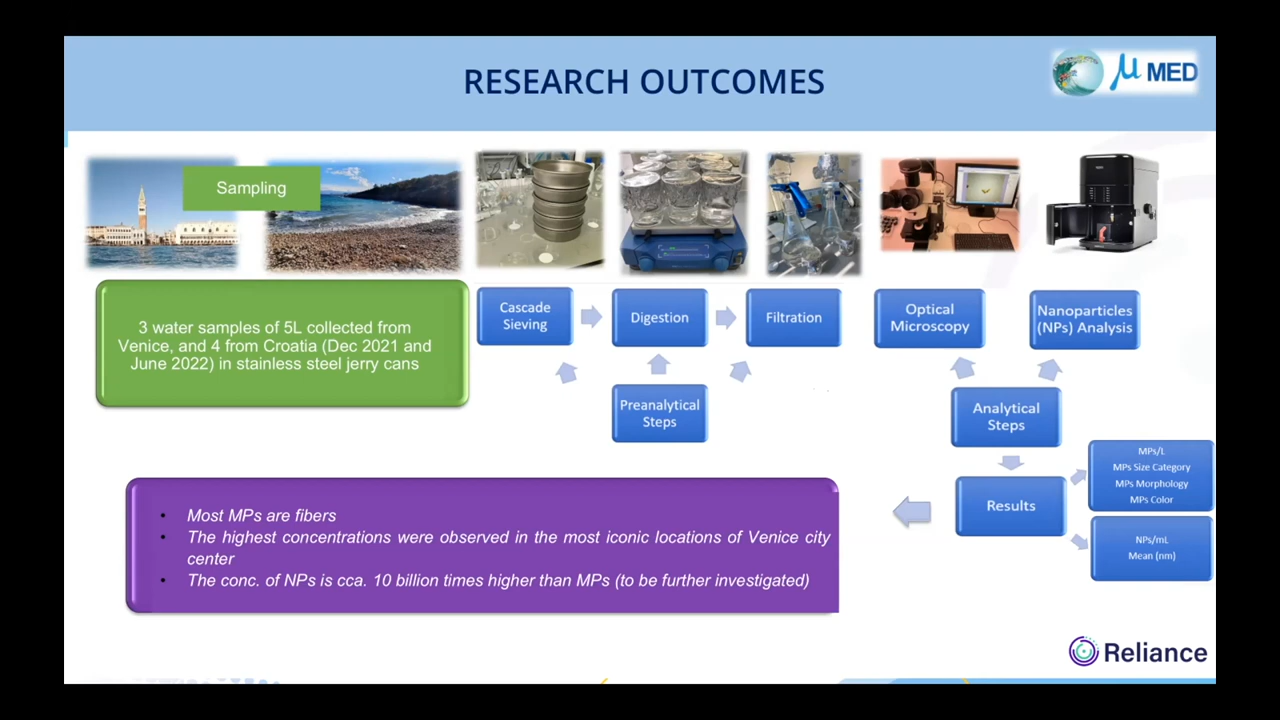 RESEARCH OUTCOMES
μ MED
Sampling
3 water samples of 5L collected from
Venice, and 4 from Croatia (Dec 2021 and
June 2022) in stainless steel jerry cans
Cascade
Sieving
Digestion
Filtration
Preanalytical
Steps
Optical
Microscopy
Nanoparticles
(NPs) Analysis
Analytical
Steps
Results
MPs/L
MPs Size Category
MPs Morphology
MPs Color
NPs/mL
Mean (nm)
• Most MPs are fibers
• The highest concentrations were observed in the most iconic locations of Venice city
center
• The conc. of NPs is cca. 10 billion times higher than MPs (to be further investigated)
Reliance